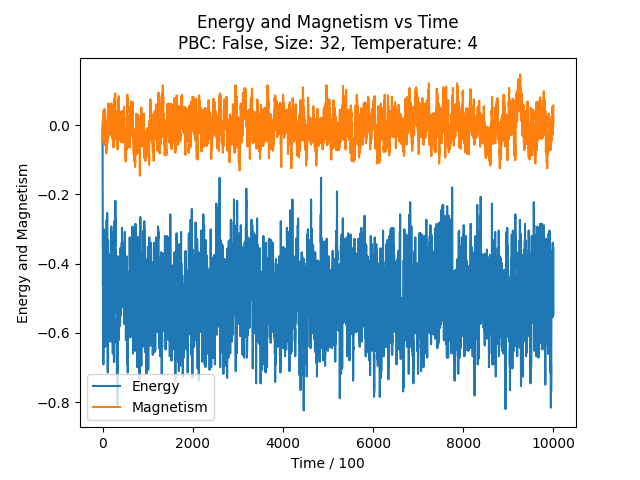 Energy and Magnetism vs Time
PBC: False, Size: 32, Temperature: 4
Energy and Magnetism
0.0
−0.2
−0.4
−0.6
−0.8
Energy
Magnetism
0
2000
4000
6000
8000
10000
Time / 100